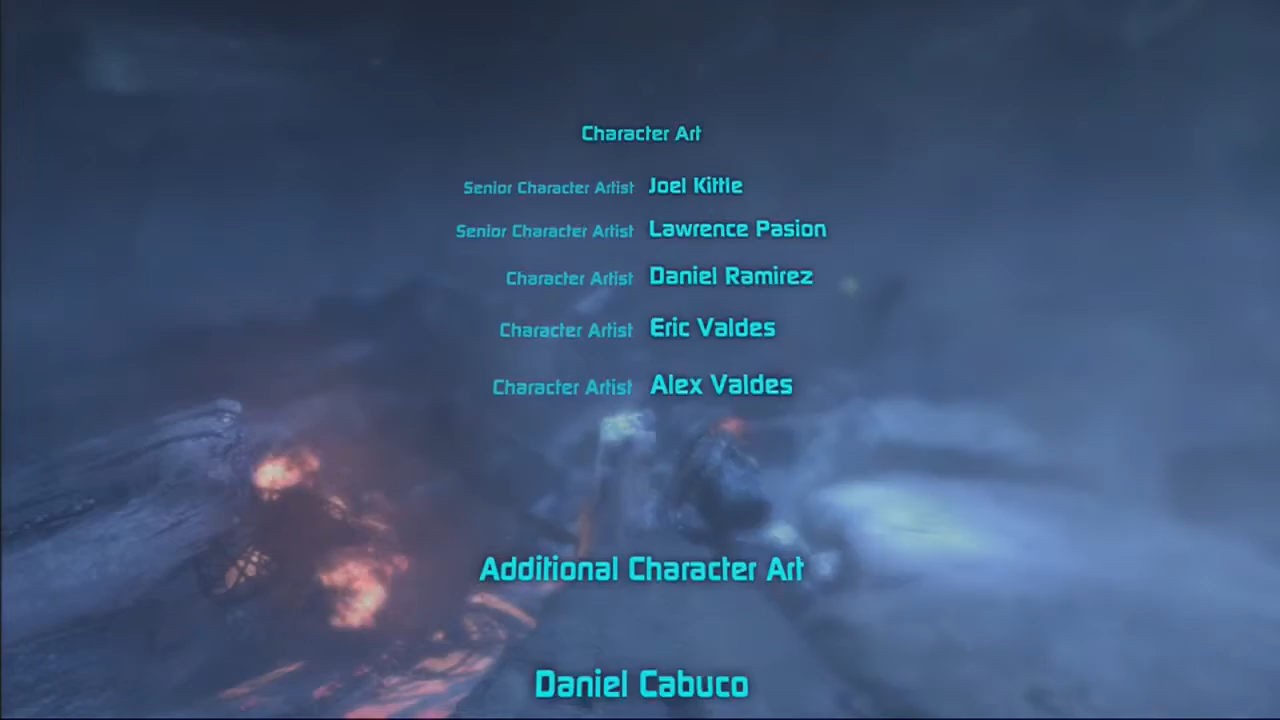 Character Art
Senior Character Artist Joel Kittle
Senior Character Artist Lawrence Pasion
Character Artist Daniel Ramirez
Character Artist Eric Valdes
Character Artist Alex Valdes
Additional Character Art
Daniel Cabuco